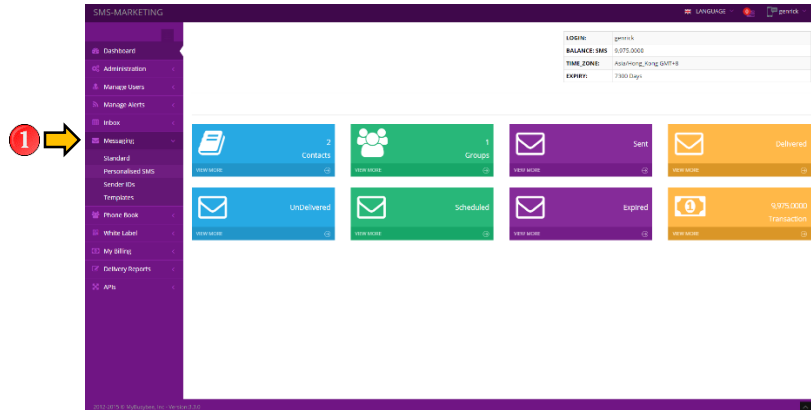 SMS-MARKETING
LANGUAGE
genrick
LOGIN: genrick
BALANCE: SMS 9,975.0000
TIME_ZONE: Asia/Hong_Kong GMT+8
EXPIRY: 7300 Days
Dashboard
Administration
Manage Users
Manage Alerts
Inbox
1
Messaging
Standard
Personalised SMS
Sender IDs
Templates
Phone Book
White Label
My Billing
Delivery Reports
APIs
2
Contacts
VIEW MORE
1
Groups
VIEW MORE
Sent
VIEW MORE
Delivered
VIEW MORE
UnDelivered
VIEW MORE
Scheduled
VIEW MORE
Expired
VIEW MORE
9,975.0000
Transaction
VIEW MORE